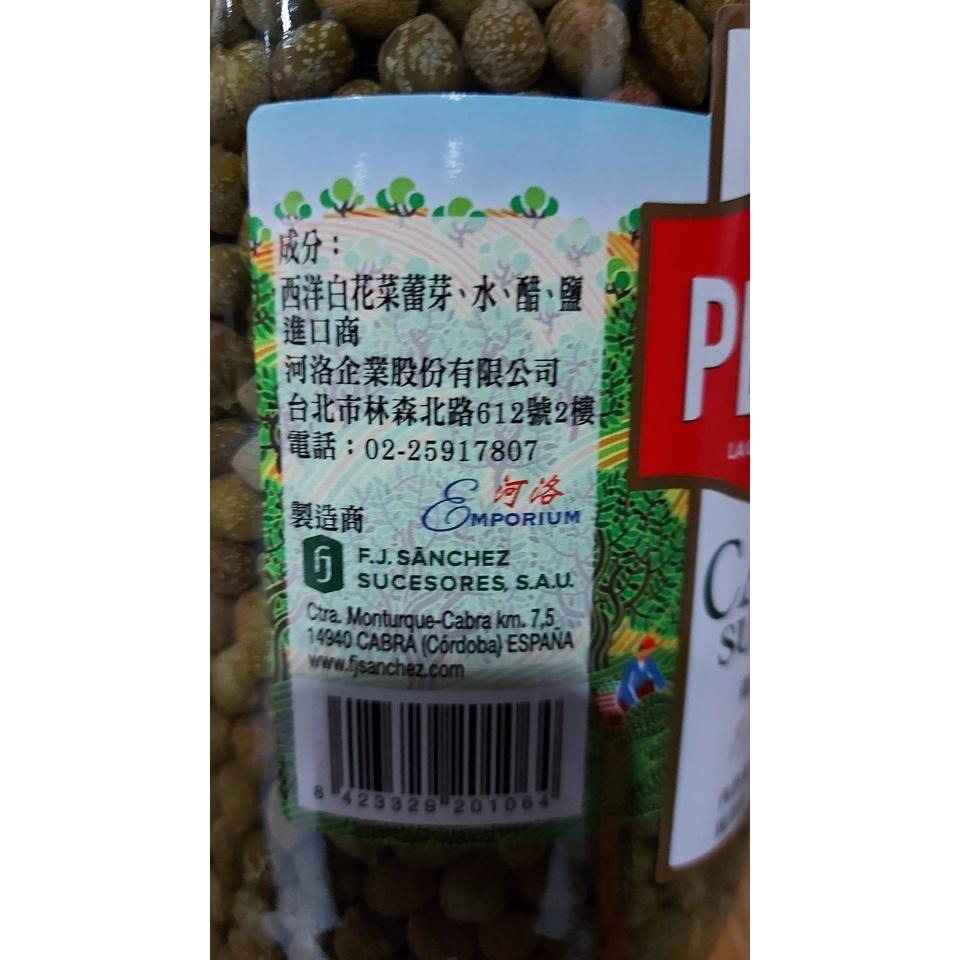 成分：
西洋白花菜蕾芽、水、醋、鹽
進口商
河洛企業股份有限公司
台北市林森北路612號2樓
電話：02-25917807
河洛
EMPORIUM
製造商
F.J. SÁNCHEZ
SUCESORES, S.A.U.
Ctra. Monturque-Cabra km. 7,5
14940 CABRA (Córdoba) ESPAÑA
www.fjsanchez.com
8 423329 201064